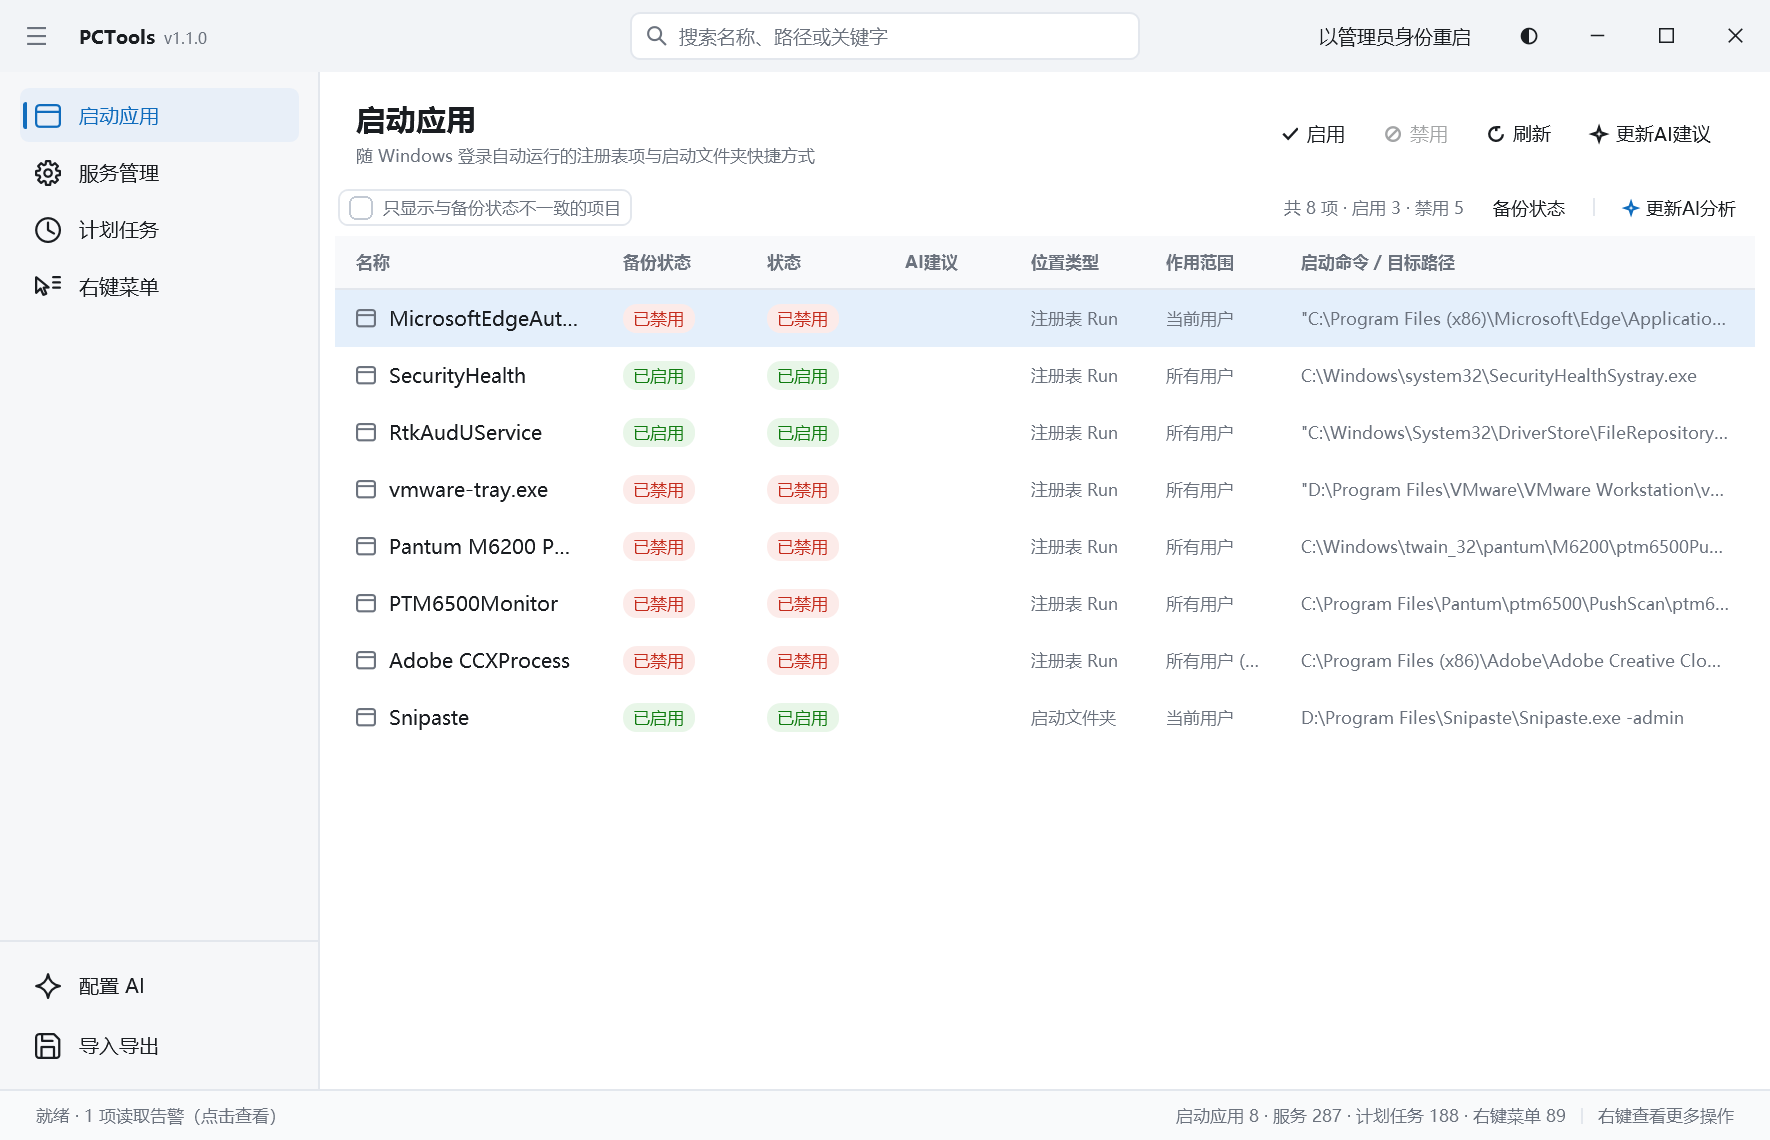 PCTools v1.1.0
搜索名称、路径或关键字
以管理员身份重启
启动应用
服务管理
计划任务
右键菜单
配置 AI
导入导出
启动应用
随 Windows 登录自动运行的注册表项与启动文件夹快捷方式
启用 禁用 刷新 更新AI建议
只显示与备份状态不一致的项目
共 8 项 · 启用 3 · 禁用 5 备份状态 更新AI分析
名称 备份状态 状态 AI建议 位置类型 作用范围 启动命令 / 目标路径
MicrosoftEdgeAut... 已禁用 已禁用 注册表 Run 当前用户 "C:\Program Files (x86)\Microsoft\Edge\Applicatio...
SecurityHealth 已启用 已启用 注册表 Run 所有用户 C:\Windows\system32\SecurityHealthSystray.exe
RtkAudUService 已启用 已启用 注册表 Run 所有用户 "C:\Windows\System32\DriverStore\FileRepository...
vmware-tray.exe 已禁用 已禁用 注册表 Run 所有用户 "D:\Program Files\VMware\VMware Workstation\v...
Pantum M6200 P... 已禁用 已禁用 注册表 Run 所有用户 C:\Windows\twain_32\pantum\M6200\ptm6500Pu...
PTM6500Monitor 已禁用 已禁用 注册表 Run 所有用户 C:\Program Files\Pantum\ptm6500\PushScan\ptm6...
Adobe CCXProcess 已禁用 已禁用 注册表 Run 所有用户 (... C:\Program Files (x86)\Adobe\Adobe Creative Clo...
Snipaste 已启用 已启用 启动文件夹 当前用户 D:\Program Files\Snipaste\Snipaste.exe -admin
就绪 · 1 项读取告警（点击查看）
启动应用 8 · 服务 287 · 计划任务 188 · 右键菜单 89 右键查看更多操作